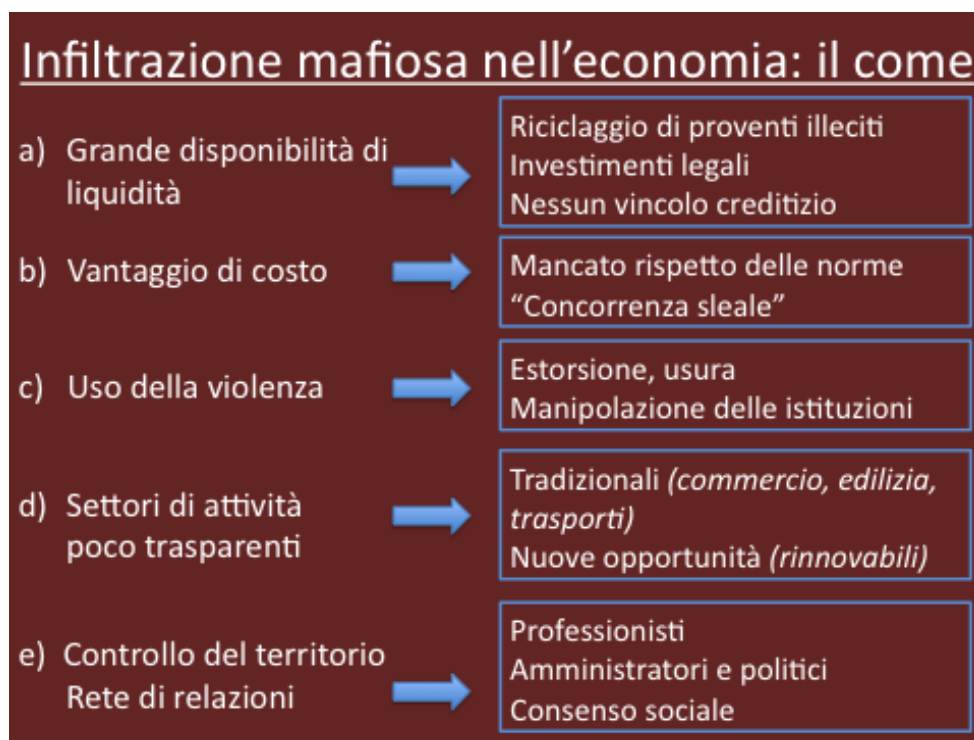 Infiltrazione mafiosa nell’economia: il come
a) Grande disponibilità di
liquidità
Riciclaggio di proventi illeciti
Investimenti legali
Nessun vincolo creditizio
b) Vantaggio di costo
Mancato rispetto delle norme
“Concorrenza sleale”
c) Uso della violenza
Estorsione, usura
Manipolazione delle istituzioni
d) Settori di attività
poco trasparenti
Tradizionali (commercio, edilizia,
trasporti)
Nuove opportunità (rinnovabili)
e) Controllo del territorio
Rete di relazioni
Professionisti
Amministratori e politici
Consenso sociale